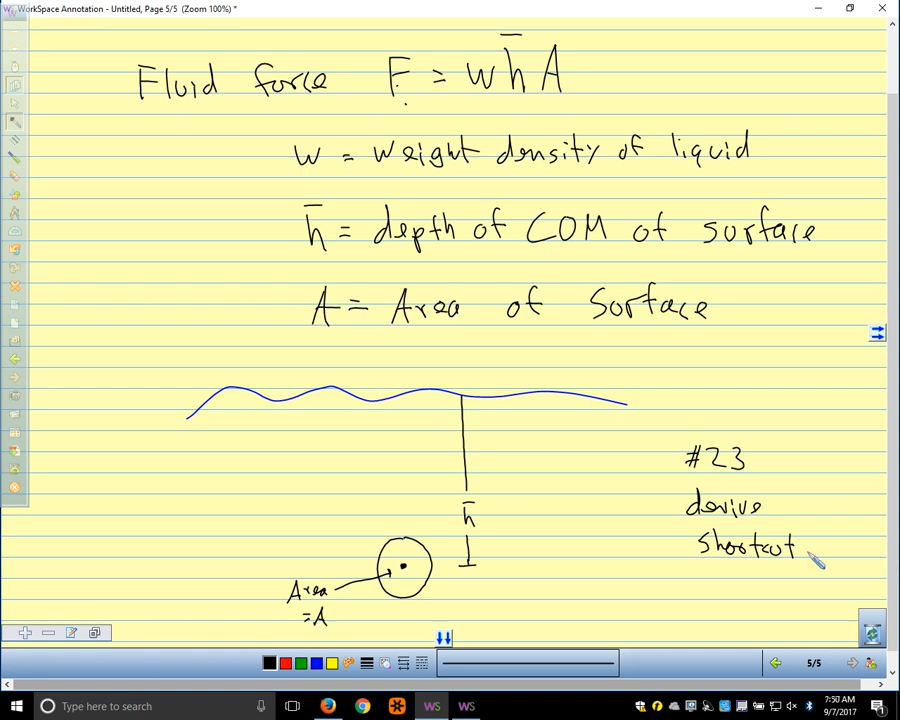 WorkSpace Annotation - Untitled, Page 5/5 (Zoom 100%) *
Fluid force F = w h̄ A
w = weight density of liquid
h̄ = depth of COM of surface
A = Area of surface
#23
derive
shortcut
h̄
Area
=A
5/5
Type here to search
WS WS
7:50 AM
9/7/2017